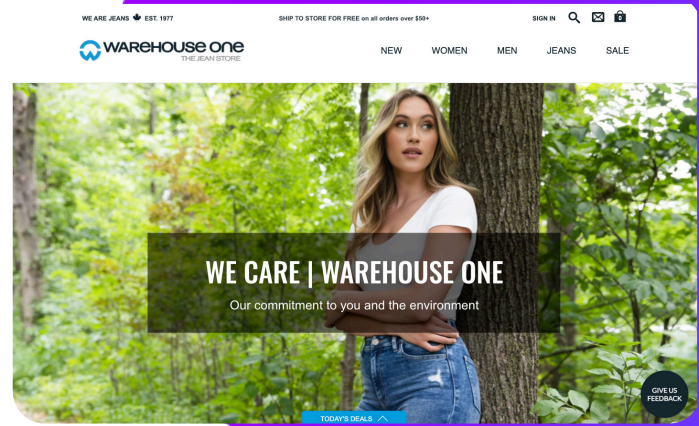 WE ARE JEANS EST. 1977
SHIP TO STORE FOR FREE on all orders over $50+
SIGN IN
0
WAREHOUSE ONE
THE JEAN STORE
NEW WOMEN MEN JEANS SALE
WE CARE | WAREHOUSE ONE
Our commitment to you and the environment
GIVE US
FEEDBACK
TODAY'S DEALS